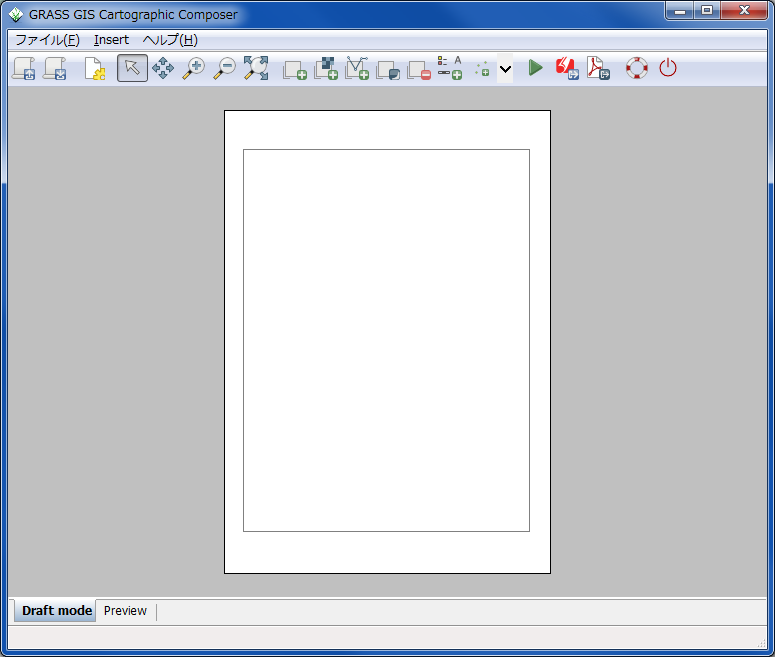 GRASS GIS Cartographic Composer
ファイル(F) Insert ヘルプ(H)
A
Draft mode Preview